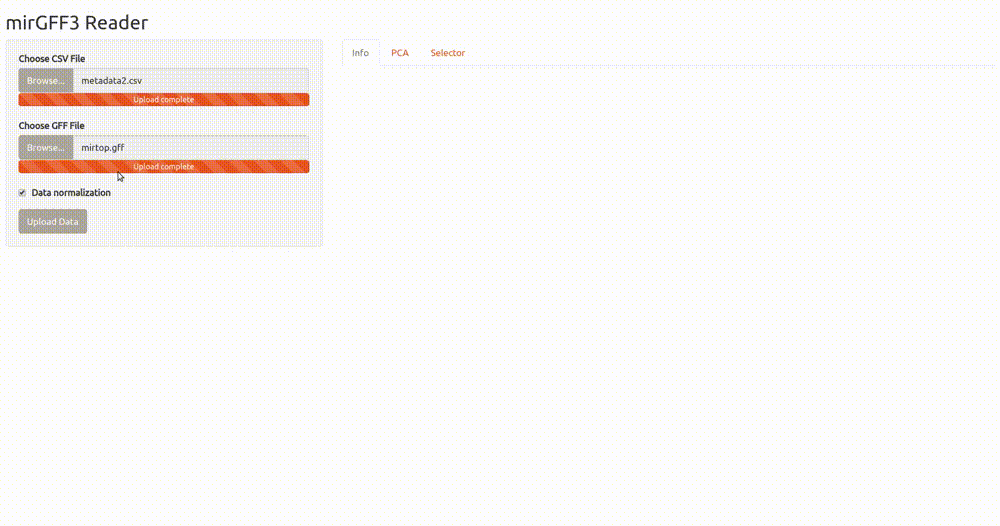 mirGFF3 Reader
Choose CSV File
Browse... metadata2.csv
Upload complete
Choose GFF File
Browse... mirtop.gff
Upload complete
Data normalization
Upload Data
Info PCA Selector